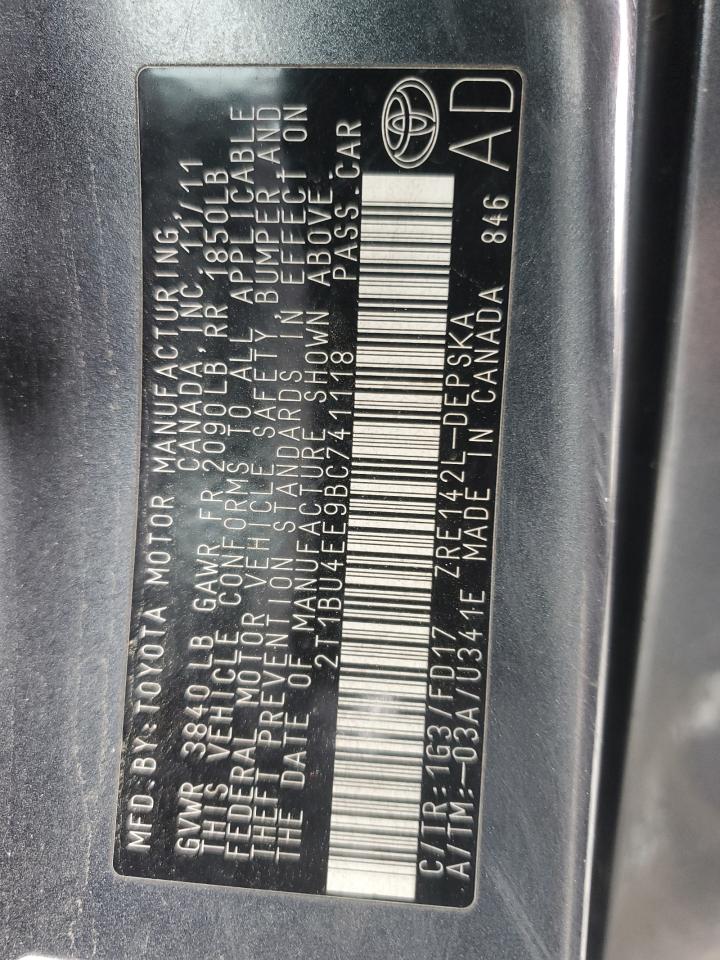 MFD. BY: TOYOTA MOTOR MANUFACTURING,
CANADA, INC. 11/11
GVWR 3840 LB GAWR FR 2090LB RR 1850LB
THIS VEHICLE CONFORMS TO ALL APPLICABLE
FEDERAL MOTOR VEHICLE SAFETY, BUMPER, AND
THEFT PREVENTION STANDARDS IN EFFECT ON
THE DATE OF MANUFACTURE SHOWN ABOVE.
2T1BU4EE9BC741118 PASS. CAR
C/TR: 1G3/FD17 ZRE142L-DEPSKA
A/TM: -03A/U341E MADE IN CANADA 846
AD